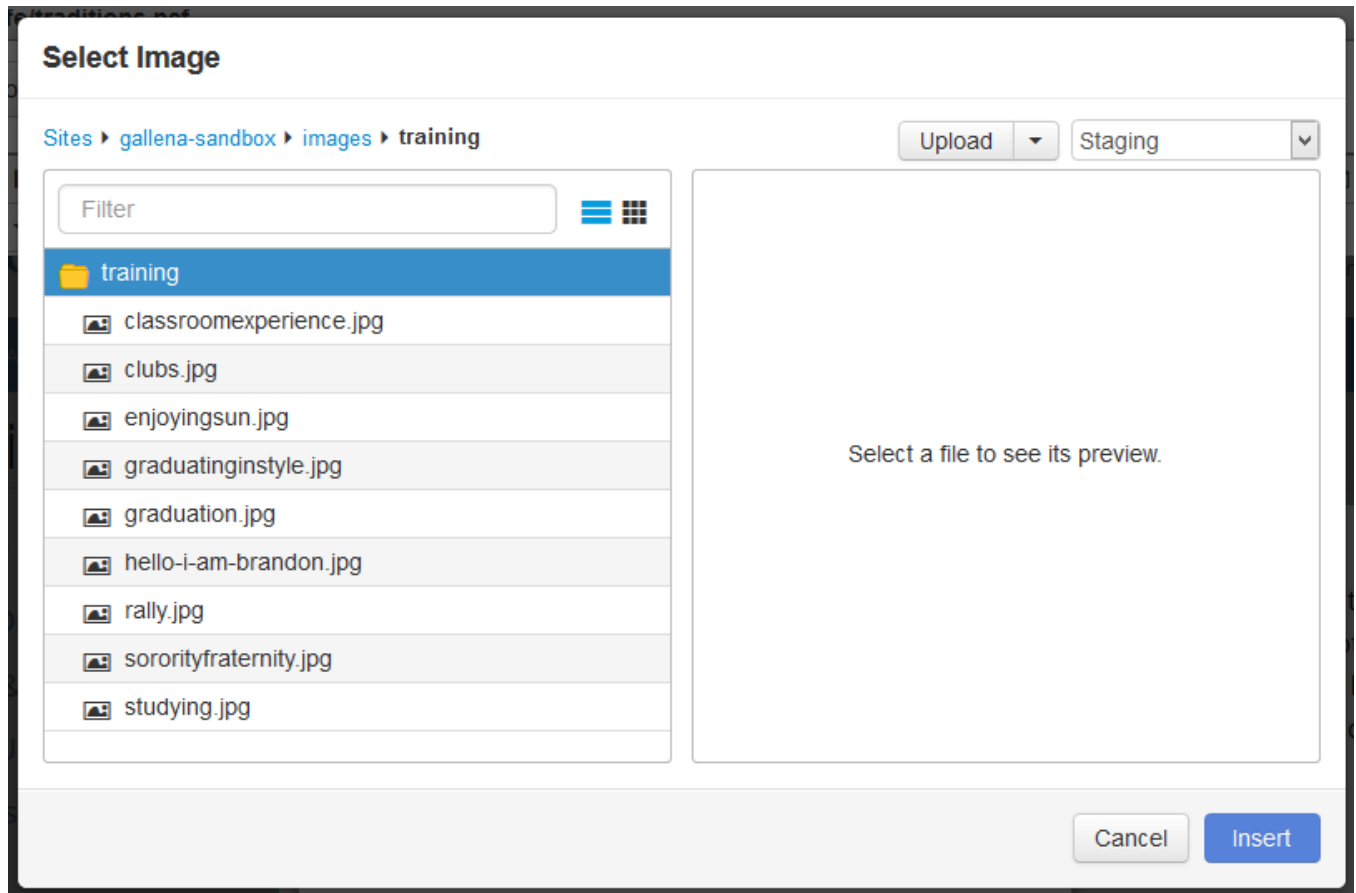 Select Image
Sites gallena-sandbox images training
Upload Staging
Filter
training
classroomexperience.jpg
clubs.jpg
enjoyingsun.jpg
graduatinginstyle.jpg
graduation.jpg
hello-i-am-brandon.jpg
rally.jpg
sororityfraternity.jpg
studying.jpg
Select a file to see its preview.
Cancel Insert